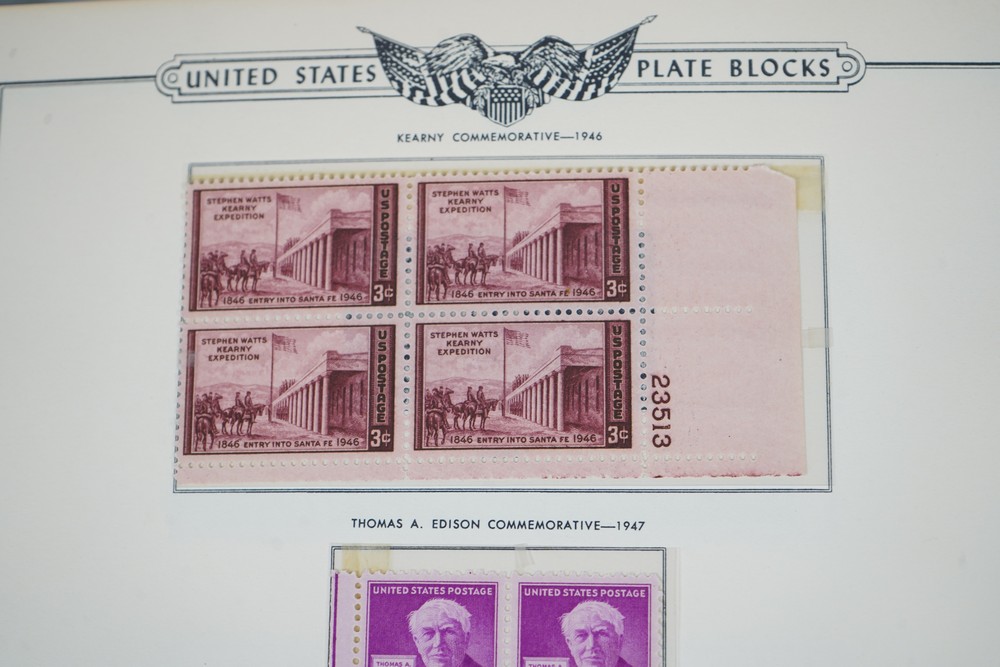 UNITED STATES PLATE BLOCKS
KEARNY COMMEMORATIVE—1946
STEPHEN WATTS
KEARNY
EXPEDITION
US POSTAGE
3¢
1846 ENTRY INTO SANTA FE 1946
STEPHEN WATTS
KEARNY
EXPEDITION
US POSTAGE
3¢
1846 ENTRY INTO SANTA FE 1946
STEPHEN WATTS
KEARNY
EXPEDITION
US POSTAGE
3¢
1846 ENTRY INTO SANTA FE 1946
STEPHEN WATTS
KEARNY
EXPEDITION
US POSTAGE
3¢
1846 ENTRY INTO SANTA FE 1946
23513
THOMAS A. EDISON COMMEMORATIVE—1947
UNITED STATES POSTAGE
THOMAS A.
UNITED STATES POSTAGE
THOMAS A.